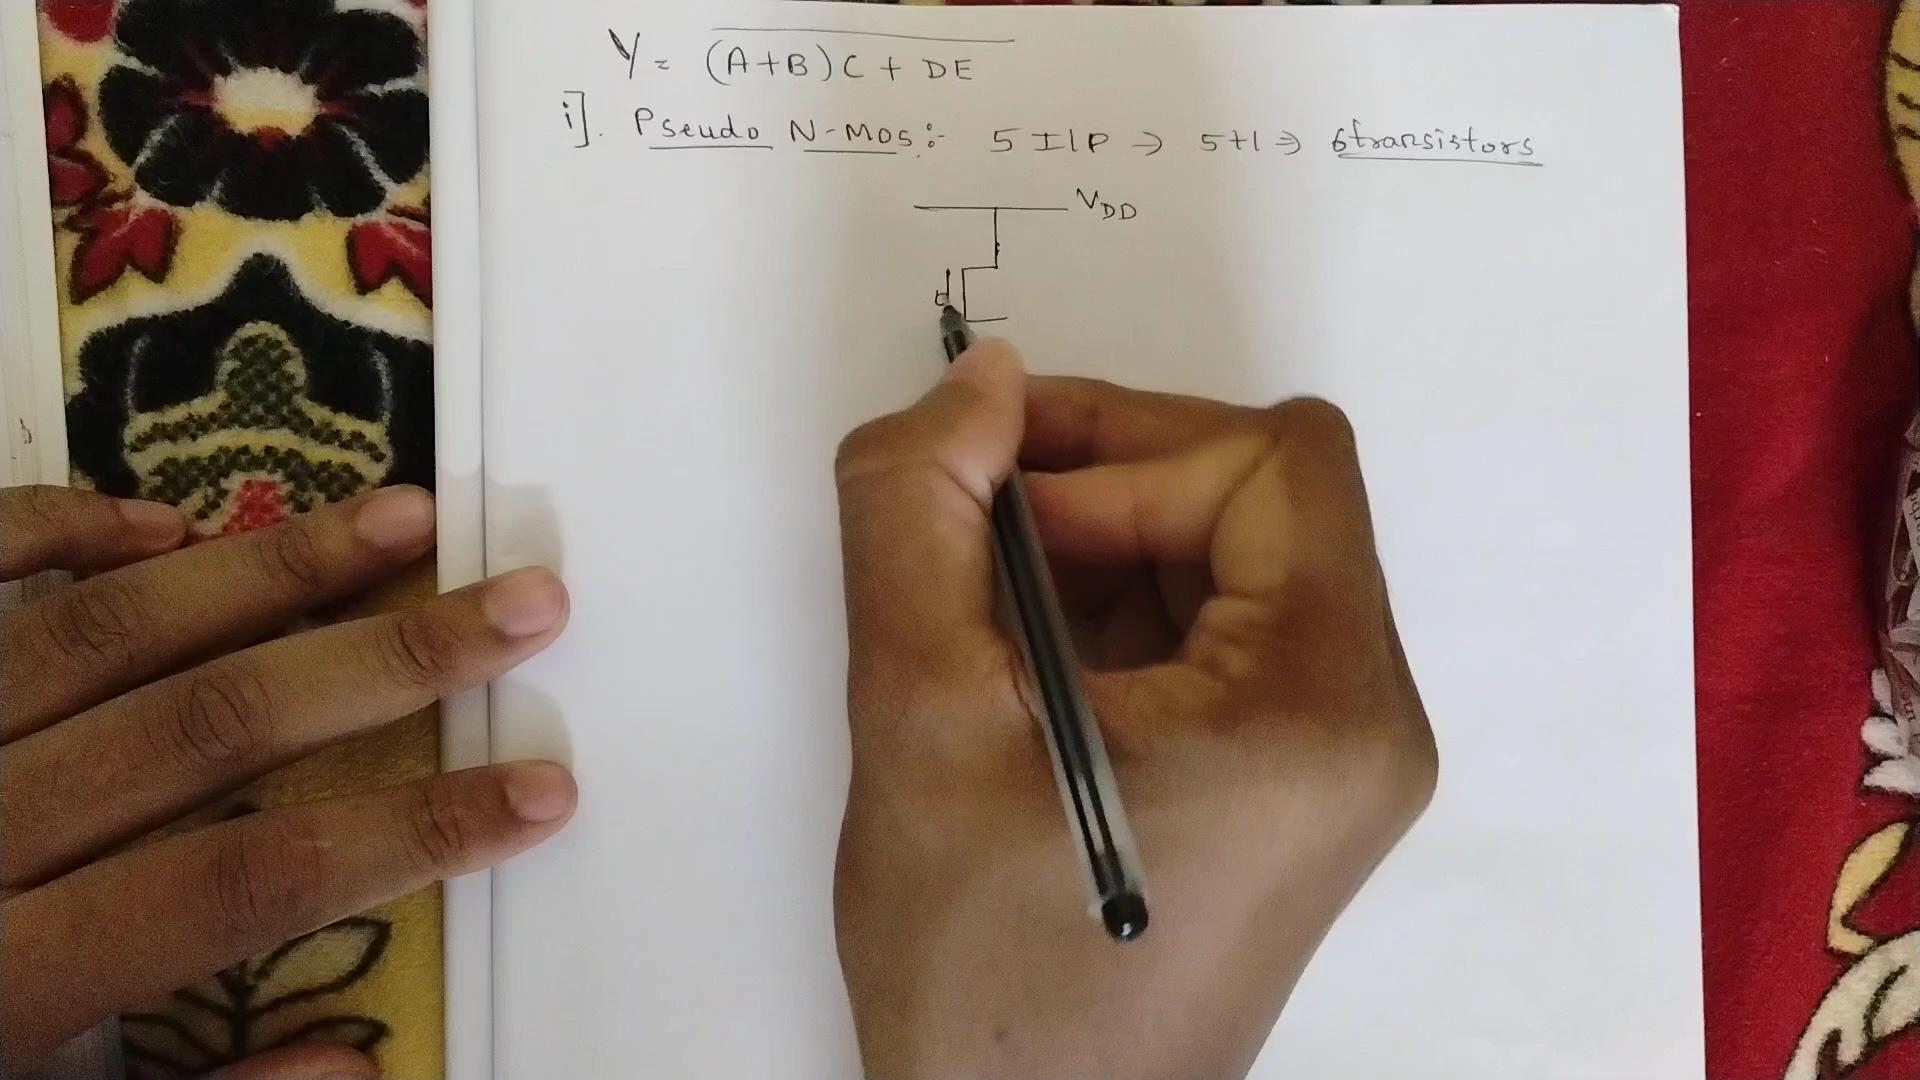 Y = (A+B)C + DE
i]. Pseudo N-MOS:- 5 I/P → 5+1 ⇒ 6transistors
VDD